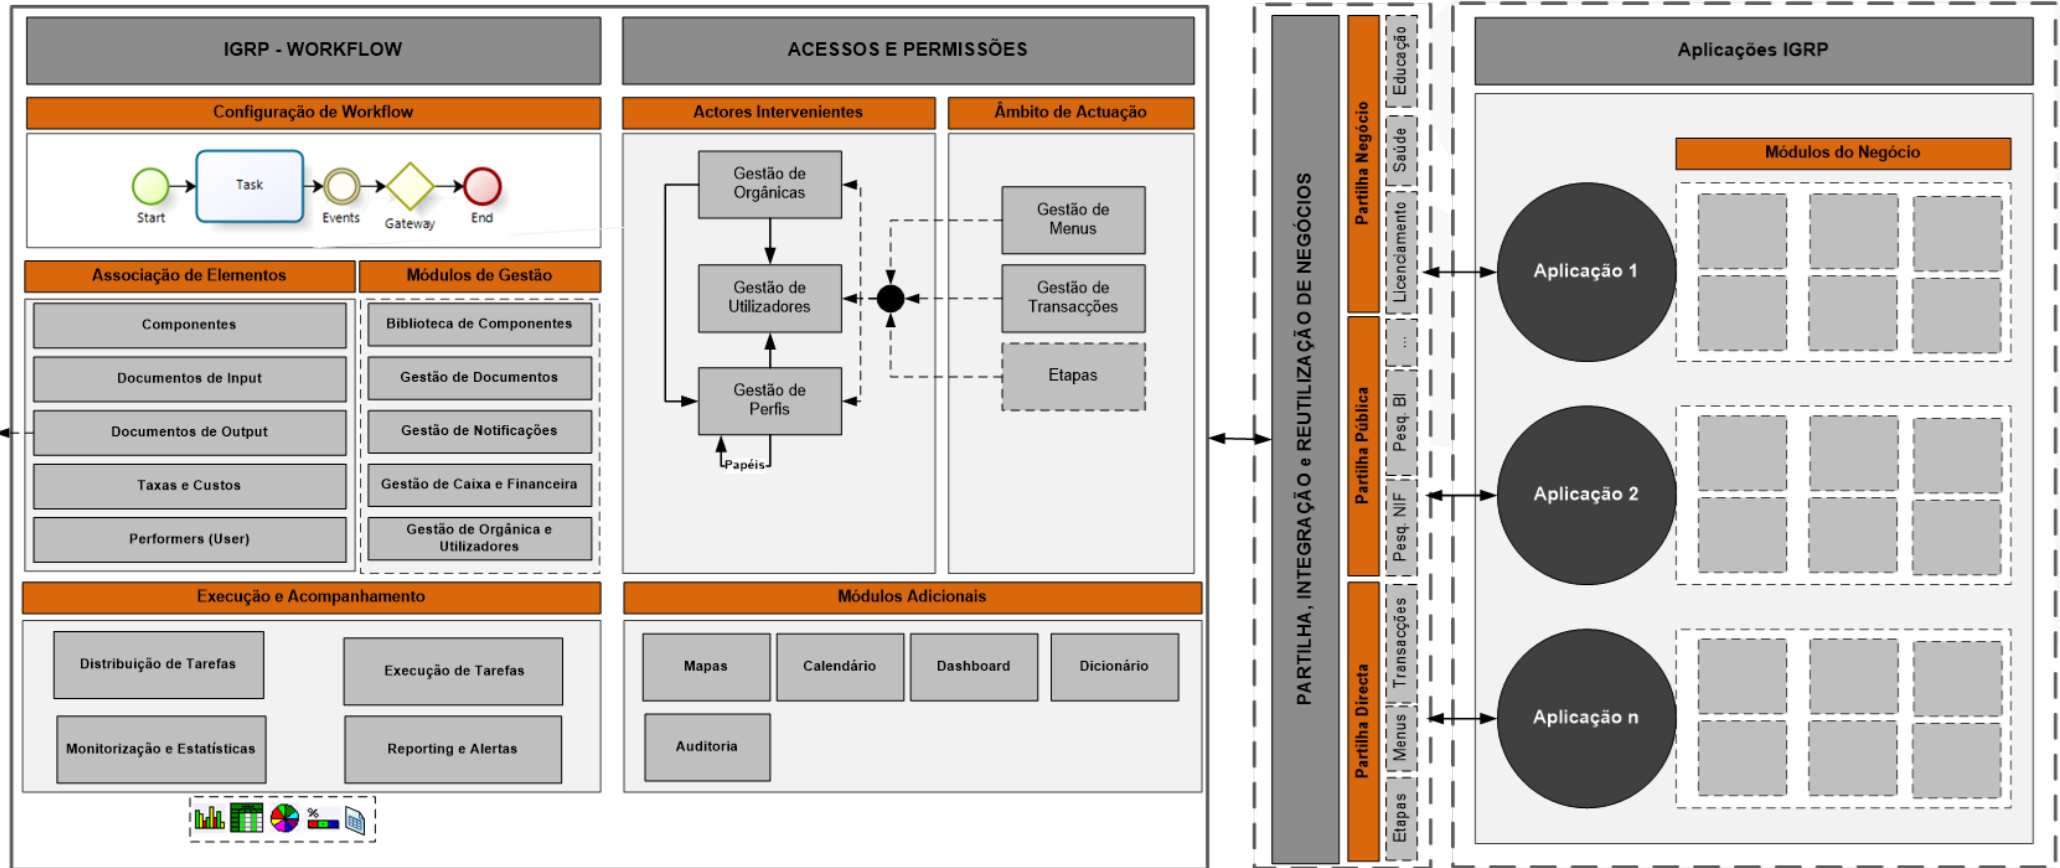 IGRP - WORKFLOW
Configuração de Workflow
Start
Task
Events
Gateway
End
Associação de Elementos
Componentes
Documentos de Input
Documentos de Output
Taxas e Custos
Performers (User)
Módulos de Gestão
Biblioteca de Componentes
Gestão de Documentos
Gestão de Notificações
Gestão de Caixa e Financeira
Gestão de Orgânica e
Utilizadores
Execução e Acompanhamento
Distribuição de Tarefas
Execução de Tarefas
Monitorização e Estatísticas
Reporting e Alertas
%
ACESSOS E PERMISSÕES
Actores Intervenientes
Gestão de
Orgânicas
Gestão de
Utilizadores
Gestão de
Perfis
Papéis
Âmbito de Actuação
Gestão de
Menus
Gestão de
Transacções
Etapas
Módulos Adicionais
Mapas
Calendário
Dashboard
Dicionário
Auditoria
PARTILHA, INTEGRAÇÃO e REUTILIZAÇÃO DE NEGÓCIOS
Partilha Negócio
Educação
Saúde
Licenciamento
Partilha Pública
....
Pesq. BI
Pesq. NIF
Partilha Directa
Transacções
Menus
Etapas
Aplicações IGRP
Módulos do Negócio
Aplicação 1
Aplicação 2
Aplicação n